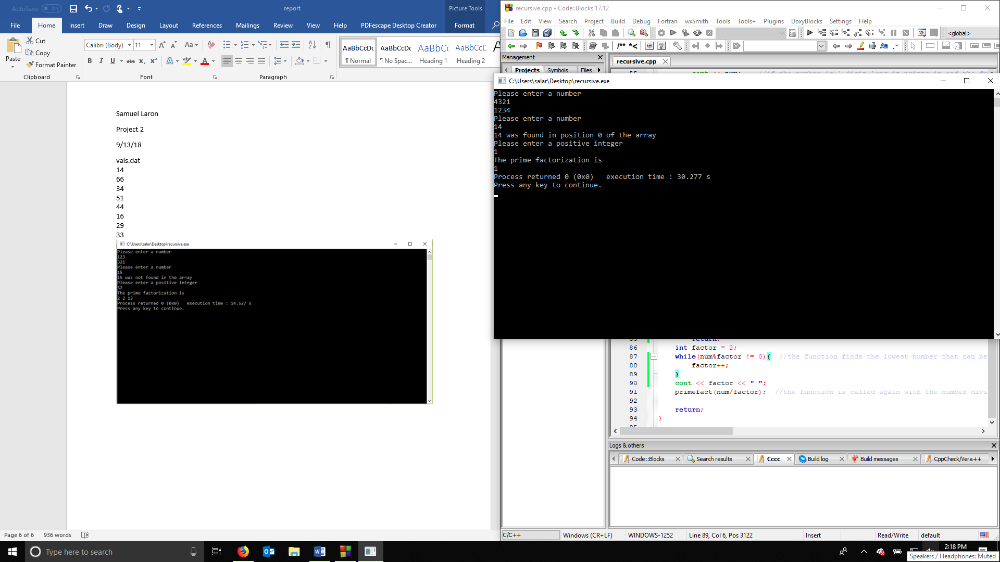 AutoSave Off report Picture Tools
File Home Insert Draw Design Layout References Mailings Review View Help PDFescape Desktop Creator Format
Paste
Cut
Copy
Format Painter
Clipboard
Calibri (Body) 11
Font
Paragraph
AaBbCcDc AaBbCcDc AaBbCc AaBbCcD
¶ Normal ¶ No Spac... Heading 1 Heading 2
Samuel Laron
Project 2
9/13/18
vals.dat
14
66
34
51
44
16
29
33
C:\Users\salar\Desktop\recursive.exe
Please enter a number
123
321
Please enter a number
15
15 was not found in the array
Please enter a positive integer
52
The prime factorization is
2 2 13
Process returned 0 (0x0)   execution time : 14.527 s
Press any key to continue.
Page 6 of 6 936 words
recursive.cpp - Code::Blocks 17.12
File Edit View Search Project Build Debug Fortran wxSmith Tools Tools+ Plugins DoxyBlocks Settings Help
<global>
/** *<
Management
Projects Symbols Files
recursive.cpp
C:\Users\salar\Desktop\recursive.exe
Please enter a number
4321
1234
Please enter a number
14
14 was found in position 0 of the array
Please enter a positive integer
1
The prime factorization is
1
Process returned 0 (0x0)   execution time : 30.277 s
Press any key to continue.
86 int factor = 2;
87 while(num%factor != 0){  //the function finds the lowest number that can be
88 factor++;
89 }
90 cout << factor << " ";
91 primefact(num/factor);  //the function is called again with the number divi
92
93 return;
94 }
Logs & others
Code::Blocks Search results Cccc Build log Build messages CppCheck/Vera++
C/C++ Windows (CR+LF) WINDOWS-1252 Line 89, Col 6, Pos 3122 Insert Read/Write default
Type here to search
2:18 PM
Speakers / Headphones: Muted